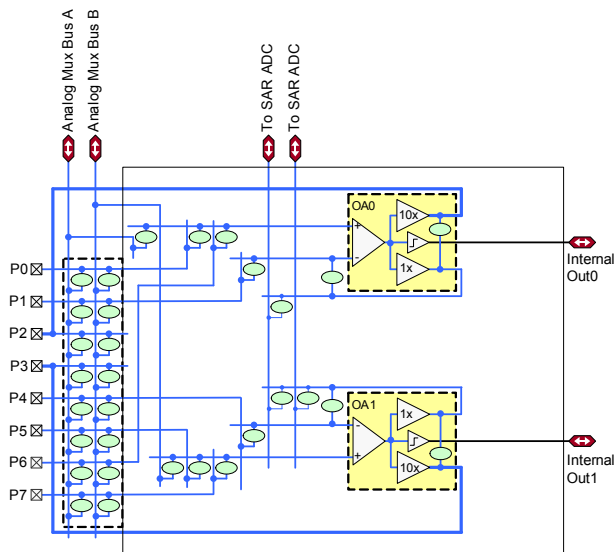 Analog Mux Bus A
Analog Mux Bus B
To SAR ADC
To SAR ADC
OA0
+
-
10x
1x
Internal
Out0
P0
P1
P2
P3
P4
P5
P6
P7
OA1
-
+
1x
10x
Internal
Out1